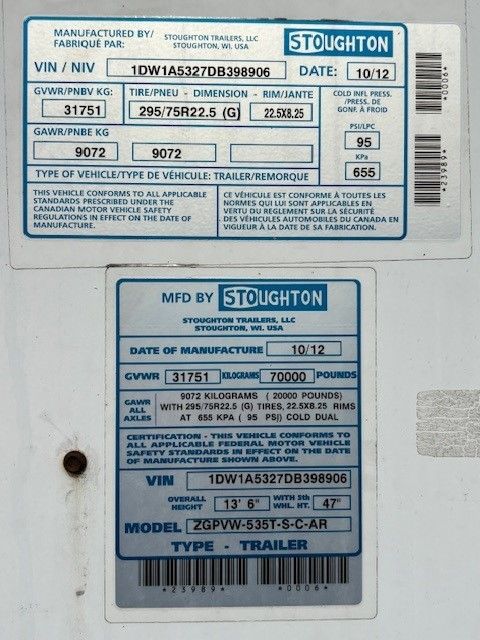 MANUFACTURED BY/ FABRIQUÉ PAR:
STOUGHTON TRAILERS, LLC
STOUGHTON, WI. USA
STOUGHTON
VIN / NIV 1DW1A5327DB398906 DATE: 10/12
GVWR/PNBV KG: 31751
TIRE/PNEU - DIMENSION - RIM/JANTE
295/75R22.5 (G) 22.5X8.25
COLD INFL PRESS.
/PRESS. DE
GONF. À FROID
PSI/LPC
95
KPa
655
GAWR/PNBE KG
9072 9072
TYPE OF VEHICLE/TYPE DE VÉHICULE: TRAILER/REMORQUE
THIS VEHICLE CONFORMS TO ALL APPLICABLE
STANDARDS PRESCRIBED UNDER THE
CANADIAN MOTOR VEHICLE SAFETY
REGULATIONS IN EFFECT ON THE DATE OF
MANUFACTURE.
CE VÉHICULE EST CONFORME À TOUTES LES
NORMES QUI LUI SONT APPLICABLES EN
VERTU DU REGLEMENT SUR LA SÉCURITÉ
DES VÉHICULES AUTOMOBILES DU CANADA EN
VIGUEUR À LA DATE DE SA FABRICATION.
*0006*
*23989*
MFD BY STOUGHTON
STOUGHTON TRAILERS, LLC
STOUGHTON, WI. USA
DATE OF MANUFACTURE 10/12
GVWR 31751 KILOGRAMS 70000 POUNDS
GAWR
ALL
AXLES
9072 KILOGRAMS ( 20000 POUNDS)
WITH 295/75R22.5 (G) TIRES, 22.5X8.25 RIMS
AT 655 KPA ( 95 PSI) COLD DUAL
CERTIFICATION - THIS VEHICLE CONFORMS TO
ALL APPLICABLE FEDERAL MOTOR VEHICLE
SAFETY STANDARDS IN EFFECT ON THE DATE
OF MANUFACTURE SHOWN ABOVE.
VIN 1DW1A5327DB398906
OVERALL HEIGHT 13' 6" WITH 5th WHL. HT. 47"
MODEL ZGPVW-535T-S-C-AR
TYPE - TRAILER
*23989* *0006*